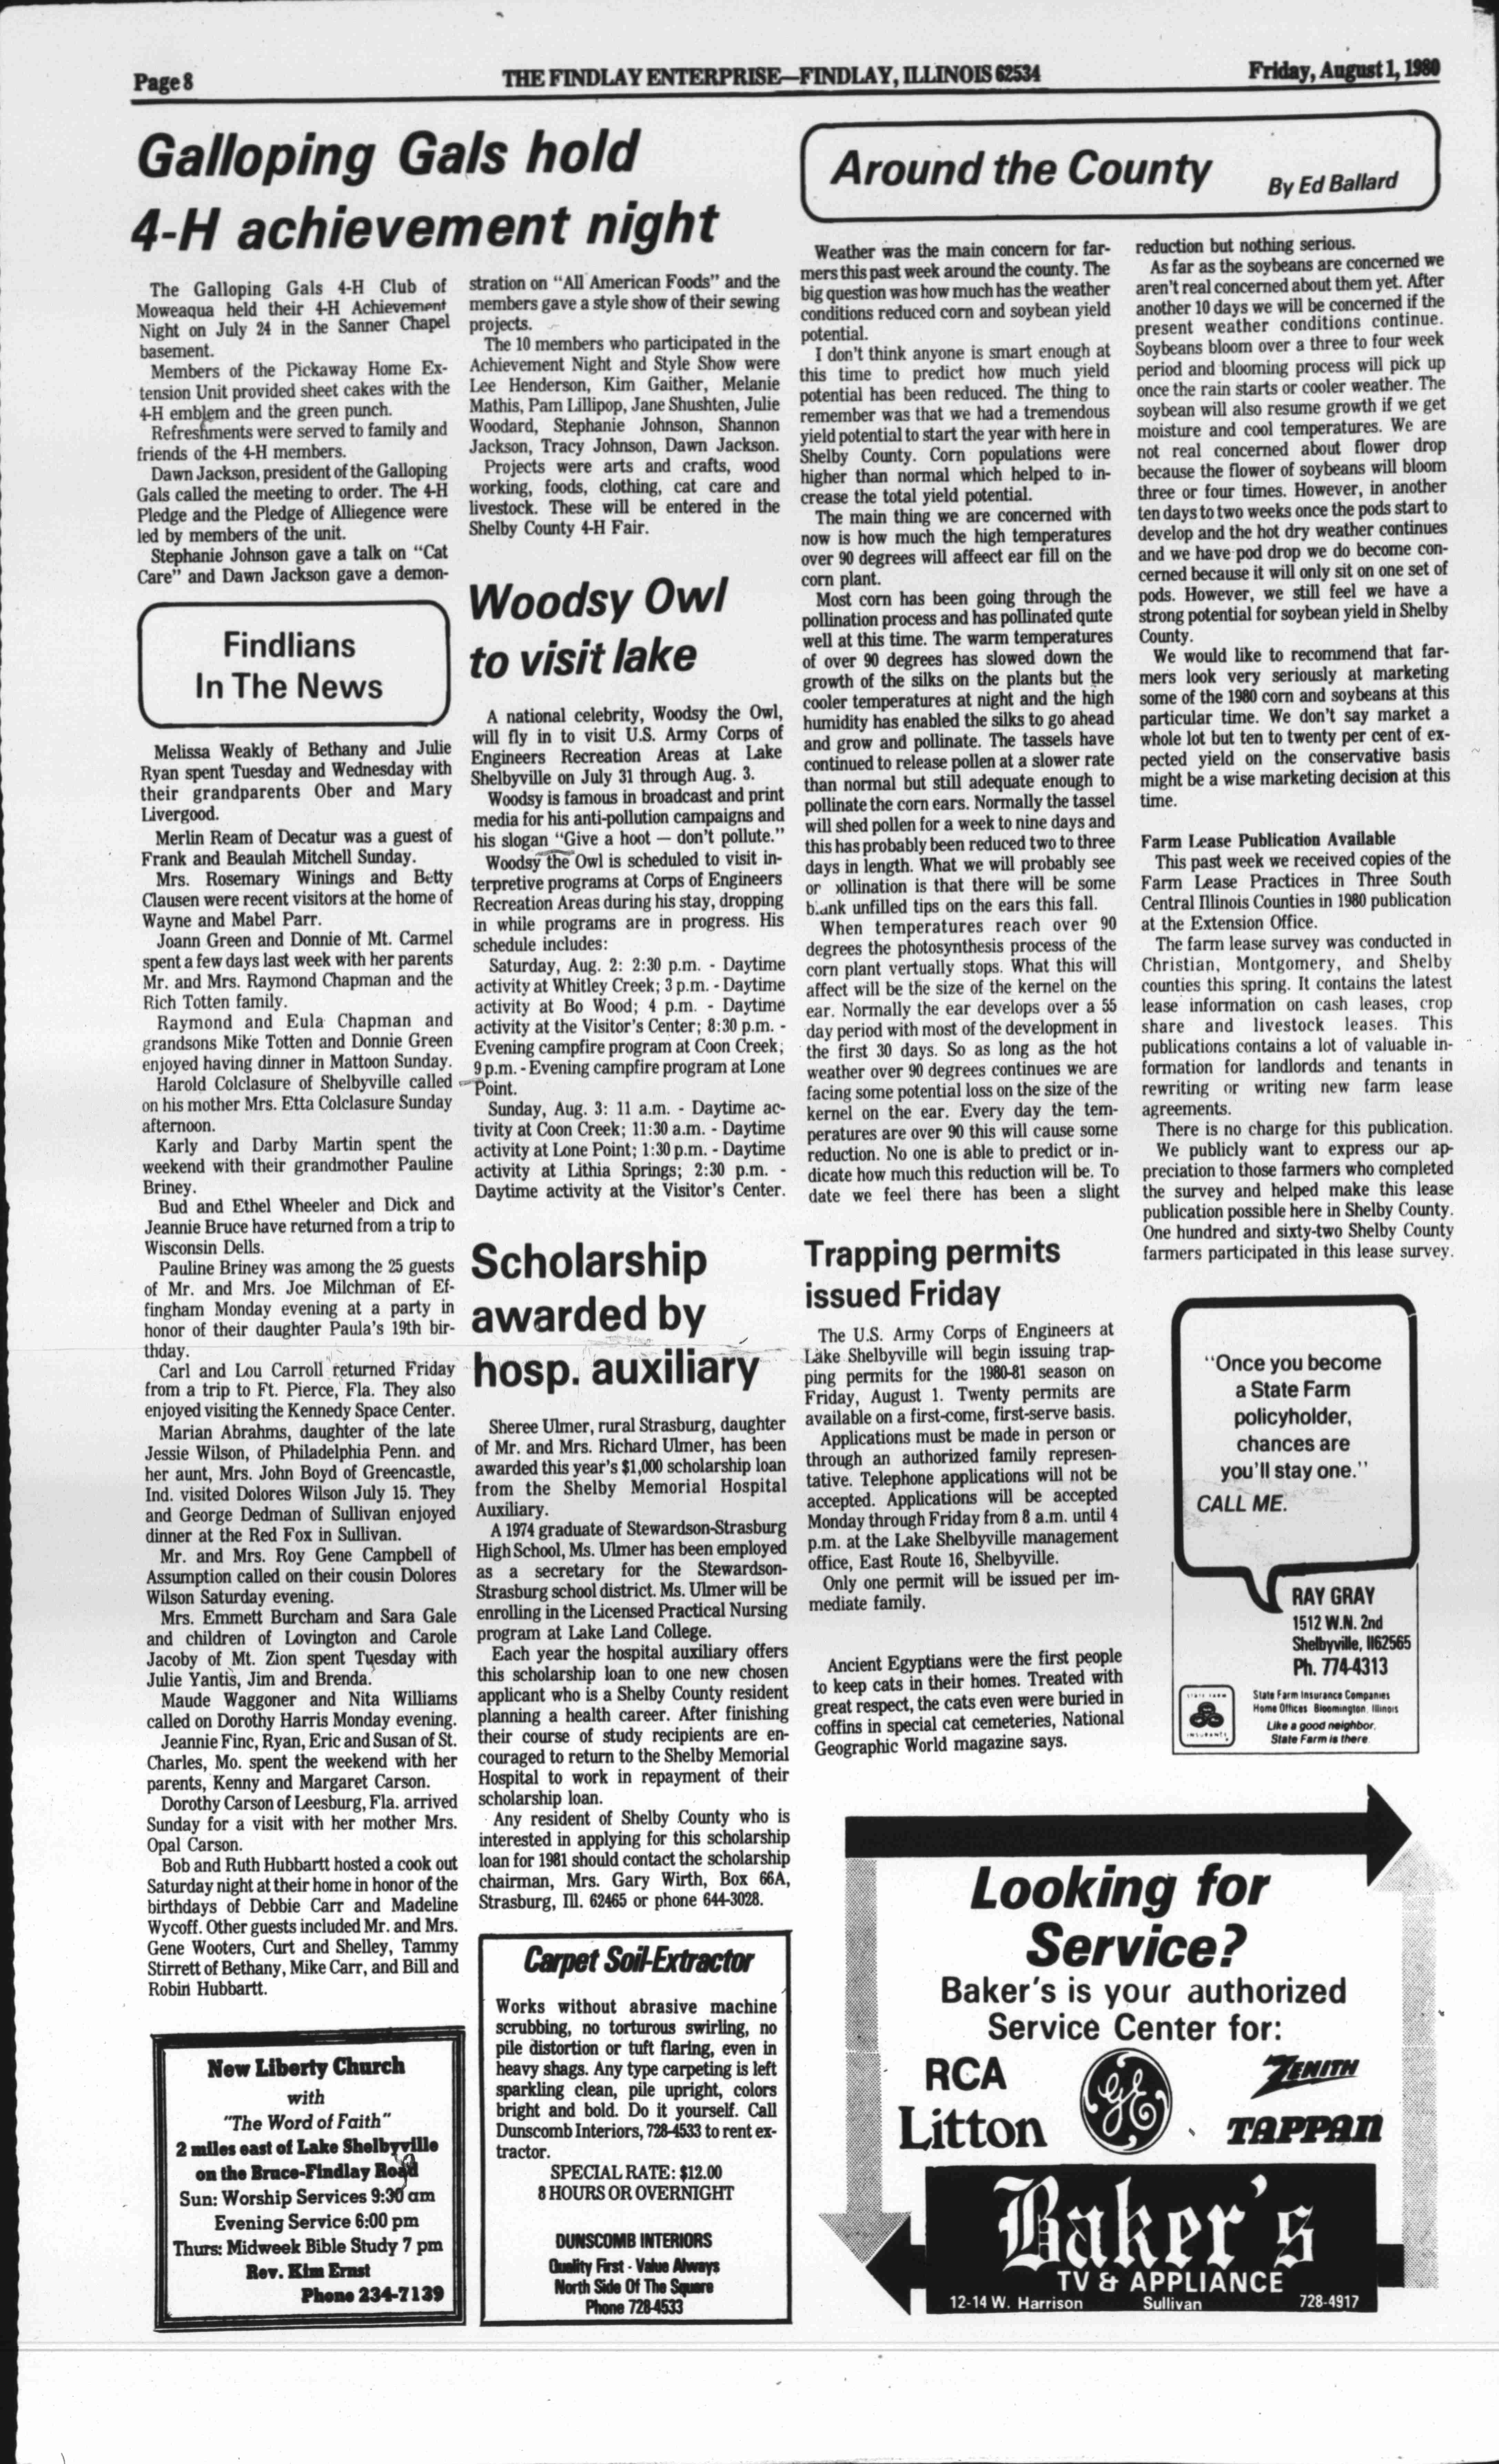 Page 8
THE FINDLAY ENTERPRISE—FINDLAY, ILLINOIS 62534
Friday, August 1, 1980
Galloping Gals hold
4-H achievement night
The Galloping Gals 4-H Club of
Moweaqua held their 4-H Achievement
Night on July 24 in the Sanner Chapel
basement.
Members of the Pickaway Home Ex-
tension Unit provided sheet cakes with the
4-H emblem and the green punch.
Refreshments were served to family and
friends of the 4-H members.
Dawn Jackson, president of the Galloping
Gals called the meeting to order. The 4-H
Pledge and the Pledge of Alliegence were
led by members of the unit.
Stephanie Johnson gave a talk on "Cat
Care" and Dawn Jackson gave a demon-
stration on "All American Foods" and the
members gave a style show of their sewing
projects.
The 10 members who participated in the
Achievement Night and Style Show were
Lee Henderson, Kim Gaither, Melanie
Mathis, Pam Lillipop, Jane Shushten, Julie
Woodard, Stephanie Johnson, Shannon
Jackson, Tracy Johnson, Dawn Jackson.
Projects were arts and crafts, wood
working, foods, clothing, cat care and
livestock. These will be entered in the
Shelby County 4-H Fair.
Findlians
In The News
Melissa Weakly of Bethany and Julie
Ryan spent Tuesday and Wednesday with
their grandparents Ober and Mary
Livergood.
Merlin Ream of Decatur was a guest of
Frank and Beaulah Mitchell Sunday.
Mrs. Rosemary Winings and Betty
Clausen were recent visitors at the home of
Wayne and Mabel Parr.
Joann Green and Donnie of Mt. Carmel
spent a few days last week with her parents
Mr. and Mrs. Raymond Chapman and the
Rich Totten family.
Raymond and Eula Chapman and
grandsons Mike Totten and Donnie Green
enjoyed having dinner in Mattoon Sunday.
Harold Colclasure of Shelbyville called
on his mother Mrs. Etta Colclasure Sunday
afternoon.
Karly and Darby Martin spent the
weekend with their grandmother Pauline
Briney.
Bud and Ethel Wheeler and Dick and
Jeannie Bruce have returned from a trip to
Wisconsin Dells.
Pauline Briney was among the 25 guests
of Mr. and Mrs. Joe Milchman of Ef-
fingham Monday evening at a party in
honor of their daughter Paula's 19th bir-
thday.
Carl and Lou Carroll returned Friday
from a trip to Ft. Pierce, Fla. They also
enjoyed visiting the Kennedy Space Center.
Marian Abrahms, daughter of the late
Jessie Wilson, of Philadelphia Penn. and
her aunt, Mrs. John Boyd of Greencastle,
Ind. visited Dolores Wilson July 15. They
and George Dedman of Sullivan enjoyed
dinner at the Red Fox in Sullivan.
Mr. and Mrs. Roy Gene Campbell of
Assumption called on their cousin Dolores
Wilson Saturday evening.
Mrs. Emmett Burcham and Sara Gale
and children of Lovington and Carole
Jacoby of Mt. Zion spent Tuesday with
Julie Yantis, Jim and Brenda.
Maude Waggoner and Nita Williams
called on Dorothy Harris Monday evening.
Jeannie Finc, Ryan, Eric and Susan of St.
Charles, Mo. spent the weekend with her
parents, Kenny and Margaret Carson.
Dorothy Carson of Leesburg, Fla. arrived
Sunday for a visit with her mother Mrs.
Opal Carson.
Bob and Ruth Hubbartt hosted a cook out
Saturday night at their home in honor of the
birthdays of Debbie Carr and Madeline
Wycoff. Other guests included Mr. and Mrs.
Gene Wooters, Curt and Shelley, Tammy
Stirrett of Bethany, Mike Carr, and Bill and
Robin Hubbartt.
New Liberty Church
with
"The Word of Faith"
2 miles east of Lake Shelbyville
on the Bruce-Findlay Road
Sun: Worship Services 9:30 am
Evening Service 6:00 pm
Thurs: Midweek Bible Study 7 pm
Rev. Kim Ernst
Phone 234-7139
Woodsy Owl
to visit lake
A national celebrity, Woodsy the Owl,
will fly in to visit U.S. Army Corps of
Engineers Recreation Areas at Lake
Shelbyville on July 31 through Aug. 3.
Woodsy is famous in broadcast and print
media for his anti-pollution campaigns and
his slogan "Give a hoot — don't pollute."
Woodsy the Owl is scheduled to visit in-
terpretive programs at Corps of Engineers
Recreation Areas during his stay, dropping
in while programs are in progress. His
schedule includes:
Saturday, Aug. 2: 2:30 p.m. - Daytime
activity at Whitley Creek; 3 p.m. - Daytime
activity at Bo Wood; 4 p.m. - Daytime
activity at the Visitor's Center; 8:30 p.m. -
Evening campfire program at Coon Creek;
9 p.m. - Evening campfire program at Lone
Point.
Sunday, Aug. 3: 11 a.m. - Daytime ac-
tivity at Coon Creek; 11:30 a.m. - Daytime
activity at Lone Point; 1:30 p.m. - Daytime
activity at Lithia Springs; 2:30 p.m. -
Daytime activity at the Visitor's Center.
Scholarship
awarded by
hosp. auxiliary
Sheree Ulmer, rural Strasburg, daughter
of Mr. and Mrs. Richard Ulmer, has been
awarded this year's $1,000 scholarship loan
from the Shelby Memorial Hospital
Auxiliary.
A 1974 graduate of Stewardson-Strasburg
High School, Ms. Ulmer has been employed
as a secretary for the Stewardson-
Strasburg school district. Ms. Ulmer will be
enrolling in the Licensed Practical Nursing
program at Lake Land College.
Each year the hospital auxiliary offers
this scholarship loan to one new chosen
applicant who is a Shelby County resident
planning a health career. After finishing
their course of study recipients are en-
couraged to return to the Shelby Memorial
Hospital to work in repayment of their
scholarship loan.
Any resident of Shelby County who is
interested in applying for this scholarship
loan for 1981 should contact the scholarship
chairman, Mrs. Gary Wirth, Box 66A,
Strasburg, Ill. 62465 or phone 644-3028.
Carpet Soil-Extractor
Works without abrasive machine
scrubbing, no torturous swirling, no
pile distortion or tuft flaring, even in
heavy shags. Any type carpeting is left
sparkling clean, pile upright, colors
bright and bold. Do it yourself. Call
Dunscomb Interiors, 728-4533 to rent ex-
tractor.
SPECIAL RATE: $12.00
8 HOURS OR OVERNIGHT
DUNSCOMB INTERIORS
Quality First - Value Always
North Side Of The Square
Phone 728-4533
Around the County
By Ed Ballard
Weather was the main concern for far-
mers this past week around the county. The
big question was how much has the weather
conditions reduced corn and soybean yield
potential.
I don't think anyone is smart enough at
this time to predict how much yield
potential has been reduced. The thing to
remember was that we had a tremendous
yield potential to start the year with here in
Shelby County. Corn populations were
higher than normal which helped to in-
crease the total yield potential.
The main thing we are concerned with
now is how much the high temperatures
over 90 degrees will affeect ear fill on the
corn plant.
Most corn has been going through the
pollination process and has pollinated quite
well at this time. The warm temperatures
of over 90 degrees has slowed down the
growth of the silks on the plants but the
cooler temperatures at night and the high
humidity has enabled the silks to go ahead
and grow and pollinate. The tassels have
continued to release pollen at a slower rate
than normal but still adequate enough to
pollinate the corn ears. Normally the tassel
will shed pollen for a week to nine days and
this has probably been reduced two to three
days in length. What we will probably see
or pollination is that there will be some
blank unfilled tips on the ears this fall.
When temperatures reach over 90
degrees the photosynthesis process of the
corn plant vertually stops. What this will
affect will be the size of the kernel on the
ear. Normally the ear develops over a 55
day period with most of the development in
the first 30 days. So as long as the hot
weather over 90 degrees continues we are
facing some potential loss on the size of the
kernel on the ear. Every day the tem-
peratures are over 90 this will cause some
reduction. No one is able to predict or in-
dicate how much this reduction will be. To
date we feel there has been a slight
reduction but nothing serious.
As far as the soybeans are concerned we
aren't real concerned about them yet. After
another 10 days we will be concerned if the
present weather conditions continue.
Soybeans bloom over a three to four week
period and blooming process will pick up
once the rain starts or cooler weather. The
soybean will also resume growth if we get
moisture and cool temperatures. We are
not real concerned about flower drop
because the flower of soybeans will bloom
three or four times. However, in another
ten days to two weeks once the pods start to
develop and the hot dry weather continues
and we have pod drop we do become con-
cerned because it will only sit on one set of
pods. However, we still feel we have a
strong potential for soybean yield in Shelby
County.
We would like to recommend that far-
mers look very seriously at marketing
some of the 1980 corn and soybeans at this
particular time. We don't say market a
whole lot but ten to twenty per cent of ex-
pected yield on the conservative basis
might be a wise marketing decision at this
time.
Farm Lease Publication Available
This past week we received copies of the
Farm Lease Practices in Three South
Central Illinois Counties in 1980 publication
at the Extension Office.
The farm lease survey was conducted in
Christian, Montgomery, and Shelby
counties this spring. It contains the latest
lease information on cash leases, crop
share and livestock leases. This
publications contains a lot of valuable in-
formation for landlords and tenants in
rewriting or writing new farm lease
agreements.
There is no charge for this publication.
We publicly want to express our ap-
preciation to those farmers who completed
the survey and helped make this lease
publication possible here in Shelby County.
One hundred and sixty-two Shelby County
farmers participated in this lease survey.
Trapping permits
issued Friday
The U.S. Army Corps of Engineers at
Lake Shelbyville will begin issuing trap-
ping permits for the 1980-81 season on
Friday, August 1. Twenty permits are
available on a first-come, first-serve basis.
Applications must be made in person or
through an authorized family represen-
tative. Telephone applications will not be
accepted. Applications will be accepted
Monday through Friday from 8 a.m. until 4
p.m. at the Lake Shelbyville management
office, East Route 16, Shelbyville.
Only one permit will be issued per im-
mediate family.
Ancient Egyptians were the first people
to keep cats in their homes. Treated with
great respect, the cats even were buried in
coffins in special cat cemeteries, National
Geographic World magazine says.
"Once you become
a State Farm
policyholder,
chances are
you'll stay one."
CALL ME.
RAY GRAY
1512 W.N. 2nd
Shelbyville, Il 62565
Ph. 774-4313
STATE FARM
INSURANCE
State Farm Insurance Companies
Home Offices Bloomington, Illinois
Like a good neighbor,
State Farm is there.
Looking for
Service?
Baker's is your authorized
Service Center for:
RCA
GE
ZENITH
Litton
TAPPAN
Baker's
TV & APPLIANCE
12-14 W. Harrison
Sullivan
728-4917